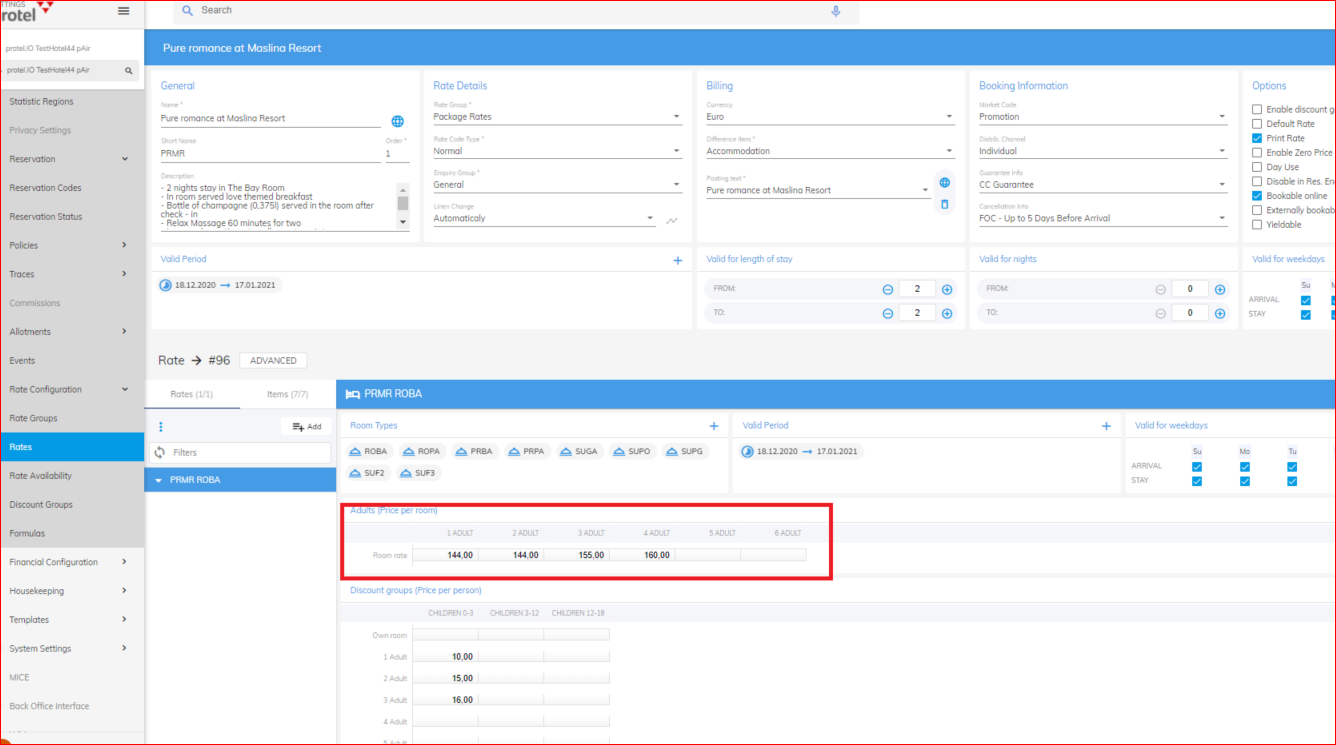 TINGS
rotel
Search
protel.IO TestHotel44 pAir
protel.IO TestHotel44 pAir
Statistic Regions
Privacy Settings
Reservation
Reservation Codes
Reservation Status
Policies
Traces
Commissions
Allotments
Events
Rate Configuration
Rate Groups
Rates
Rate Availability
Discount Groups
Formulas
Financial Configuration
Housekeeping
Templates
System Settings
MICE
Back Office Interface
Pure romance at Maslina Resort
General
Name *
Pure romance at Maslina Resort
Short Name
Order *
PRMR
1
Description
- 2 nights stay in The Bay Room
- In room served love themed breakfast
- Bottle of champagne (0.375l) served in the room after
check - in
- Relax Massage 60 minutes for two
Rate Details
Rate Group *
Package Rates
Rate Code Type *
Normal
Enquiry Group *
General
Linen Change
Automaticaly
Billing
Currency
Euro
Difference Item *
Accommodation
Posting text *
Pure romance at Maslina Resort
Booking Information
Market Code
Promotion
Distrib. Channel
Individual
Guarantee Info
CC Guarantee
Cancellation Info
FOC - Up to 5 Days Before Arrival
Options
Enable discount g
Default Rate
Print Rate
Enable Zero Price
Day Use
Disable in Res. En
Bookable online
Externally bookab
Yieldable
Valid Period
18.12.2020 → 17.01.2021
Valid for length of stay
FROM: 2
TO: 2
Valid for nights
FROM: 0
TO: 0
Valid for weekdays
Su
ARRIVAL
STAY
Rate → #96 ADVANCED
Rates (1/1) Items (7/7)
Add
Filters
PRMR ROBA
PRMR ROBA
Room Types
ROBA ROPA PRBA PRPA SUGA SUPO SUPG
SUF2 SUF3
Valid Period
18.12.2020 → 17.01.2021
Valid for weekdays
Su Mo Tu
ARRIVAL
STAY
Adults (Price per room)
1 ADULT 2 ADULT 3 ADULT 4 ADULT 5 ADULT 6 ADULT
Room rate 144,00 144,00 155,00 160,00
Discount groups (Price per person)
CHILDREN 0-3 CHILDREN 3-12 CHILDREN 12-18
Own room
1 Adult 10,00
2 Adult 15,00
3 Adult 16,00
4 Adult
5 Adult